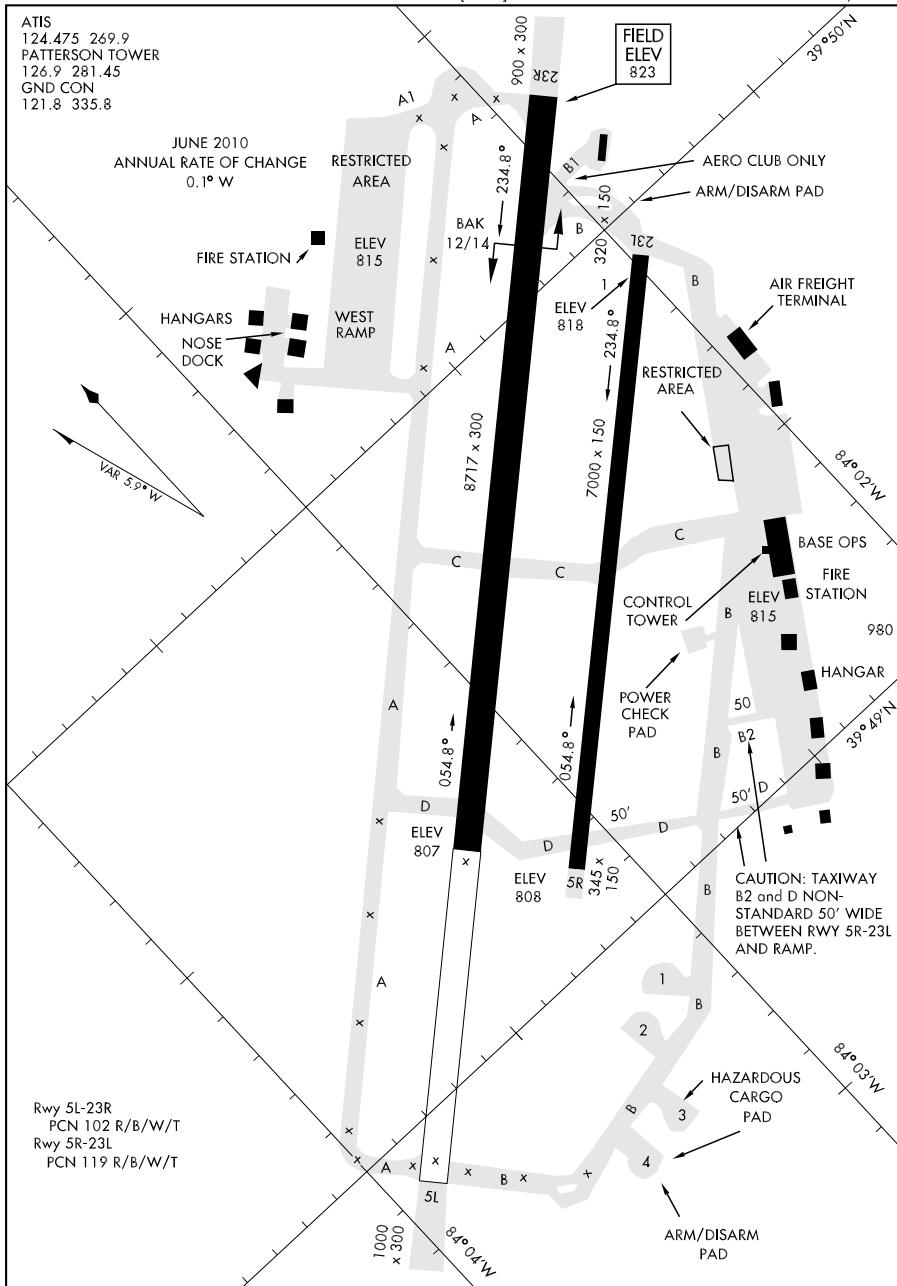 ATIS
124.475 269.9
PATTERSON TOWER
126.9 281.45
GND CON
121.8 335.8
JUNE 2010
ANNUAL RATE OF CHANGE
0.1° W
900 x 300
23R
FIELD
ELEV
823
39°50'N
A1
A
x
x
x
x
RESTRICTED
AREA
234.8°
B1
AERO CLUB ONLY
ARM/DISARM PAD
BAK
12/14
B
320 x 150
23L
FIRE STATION
ELEV
815
x
1
ELEV
818
B
AIR FREIGHT
TERMINAL
HANGARS
NOSE
DOCK
WEST
RAMP
A
x
234.8°
RESTRICTED
AREA
VAR 5.9° W
8717 x 300
7000 x 150
84°02'W
C
C
C
BASE OPS
FIRE
STATION
CONTROL
TOWER
B
ELEV
815
980
POWER
CHECK
PAD
HANGAR
50
B2
B
39°49'N
A
054.8°
054.8°
D
50'
50'
D
D
D
x
ELEV
807
x
ELEV
808
5R
345 x
150
B
CAUTION: TAXIWAY
B2 and D NON-
STANDARD 50' WIDE
BETWEEN RWY 5R-23L
AND RAMP.
x
A
x
1
B
2
84°03'W
HAZARDOUS
CARGO
PAD
3
B
4
Rwy 5L-23R
PCN 102 R/B/W/T
Rwy 5R-23L
PCN 119 R/B/W/T
x
x
A
x
x
x
B
x
x
5L
1000
x 300
84°04'W
ARM/DISARM
PAD